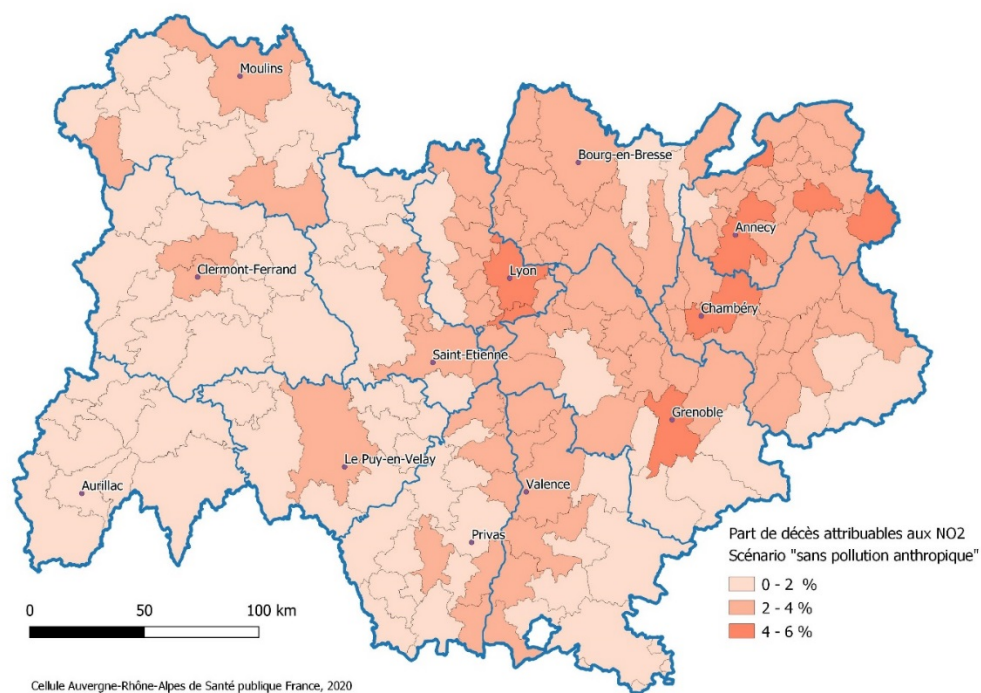 Moulins
Bourg-en-Bresse
Annecy
Clermont-Ferrand
Lyon
Chambéry
Saint-Etienne
Grenoble
Le Puy-en-Velay
Aurillac
Valence
Privas
Part de décès attribuables aux NO2
Scénario "sans pollution anthropique"
0 - 2 %
2 - 4 %
4 - 6 %
0 50 100 km
Cellule Auvergne-Rhône-Alpes de Santé publique France, 2020